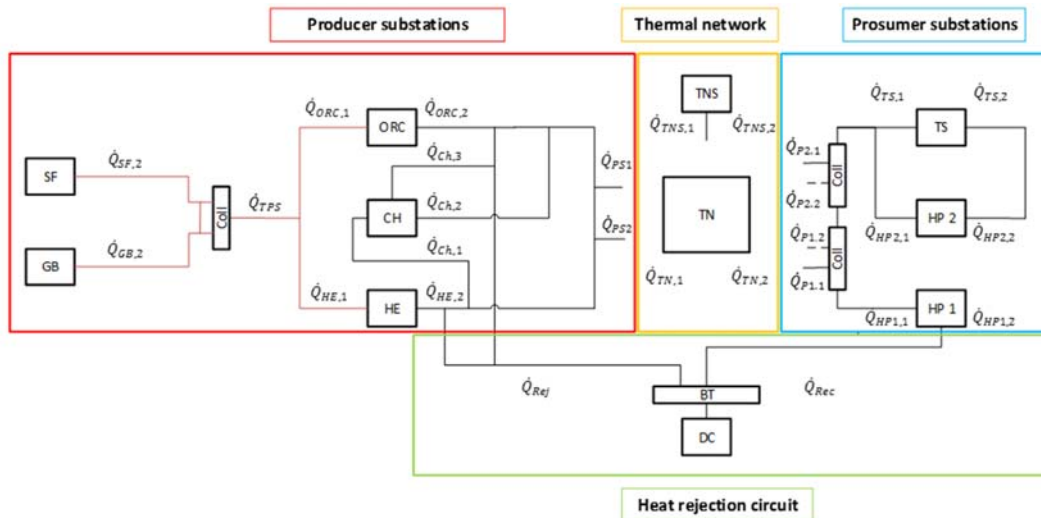 Producer substations
Thermal network
Prosumer substations
Q̇ORC,1
Q̇ORC,2
ORC
TNS
Q̇TNS,1
Q̇TNS,2
Q̇TS,1
Q̇TS,2
TS
SF
Q̇SF,2
Q̇Ch,3
Q̇PS1
Q̇P2.1
Coll
Q̇P2.2
Coll
Q̇TPS
CH
Q̇Ch,2
Q̇PS2
TN
HP 2
Q̇HP2,1
Q̇HP2,2
GB
Q̇GB,2
Q̇Ch,1
Q̇P1.2
Coll
Q̇P1.1
Q̇HE,1
Q̇HE,2
HE
Q̇TN,1
Q̇TN,2
HP 1
Q̇HP1,1
Q̇HP1,2
Q̇Rej
Q̇Rec
BT
DC
Heat rejection circuit